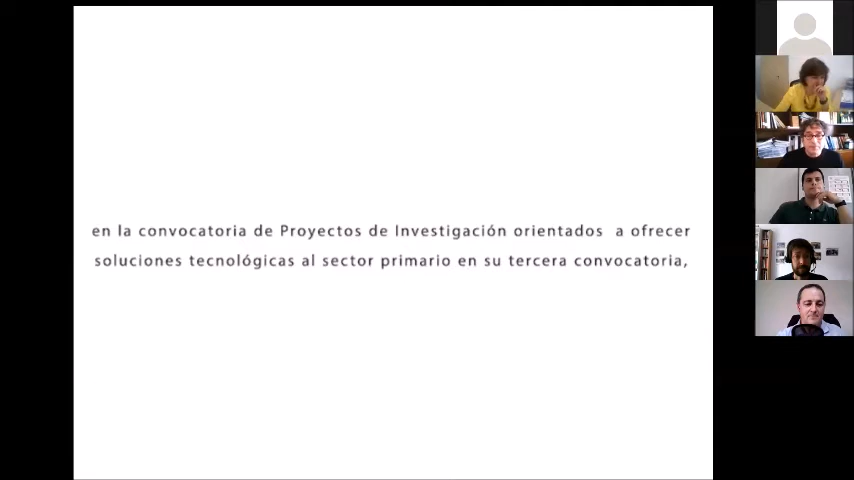 en la convocatoria de Proyectos de Investigación orientados a ofrecer
soluciones tecnológicas al sector primario en su tercera convocatoria,